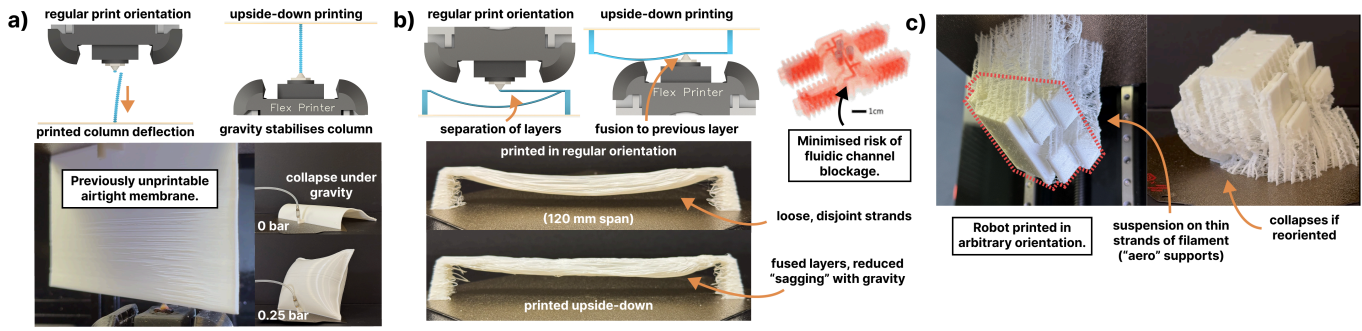 a)
regular print orientation
upside-down printing
Flex Printer
printed column deflection
gravity stabilises column
Previously unprintable
airtight membrane.
collapse under
gravity
0 bar
0.25 bar
b)
regular print orientation
upside-down printing
Flex Printer
separation of layers
fusion to previous layer
1cm
Minimised risk of
fluidic channel
blockage.
printed in regular orientation
(120 mm span)
loose, disjoint strands
fused layers, reduced
“sagging” with gravity
printed upside-down
c)
Robot printed in
arbitrary orientation.
suspension on thin
strands of filament
(“aero” supports)
collapses if
reoriented